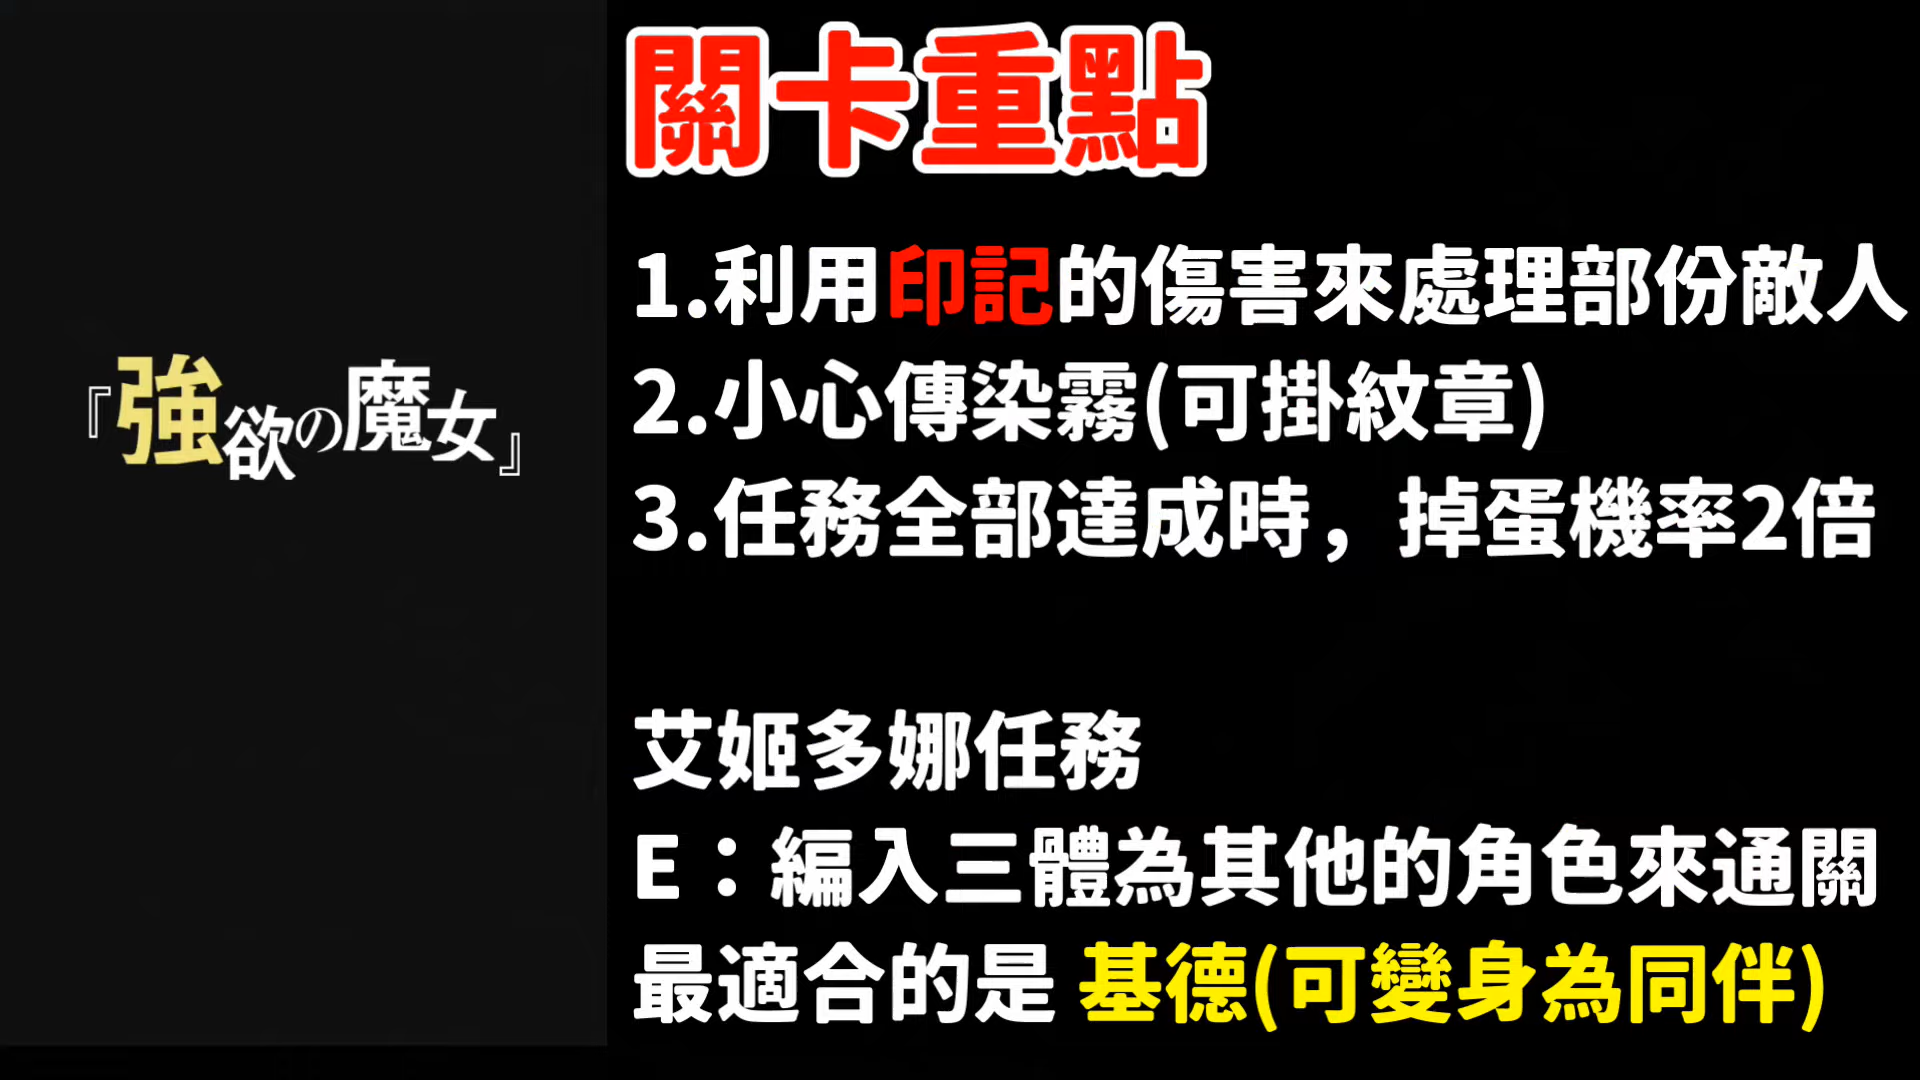 『強欲の魔女』
關卡重點
1.利用印記的傷害來處理部份敵人
2.小心傳染霧(可掛紋章)
3.任務全部達成時，掉蛋機率2倍
艾姬多娜任務
E：編入三體為其他的角色來通關
最適合的是 基德(可變身為同伴)